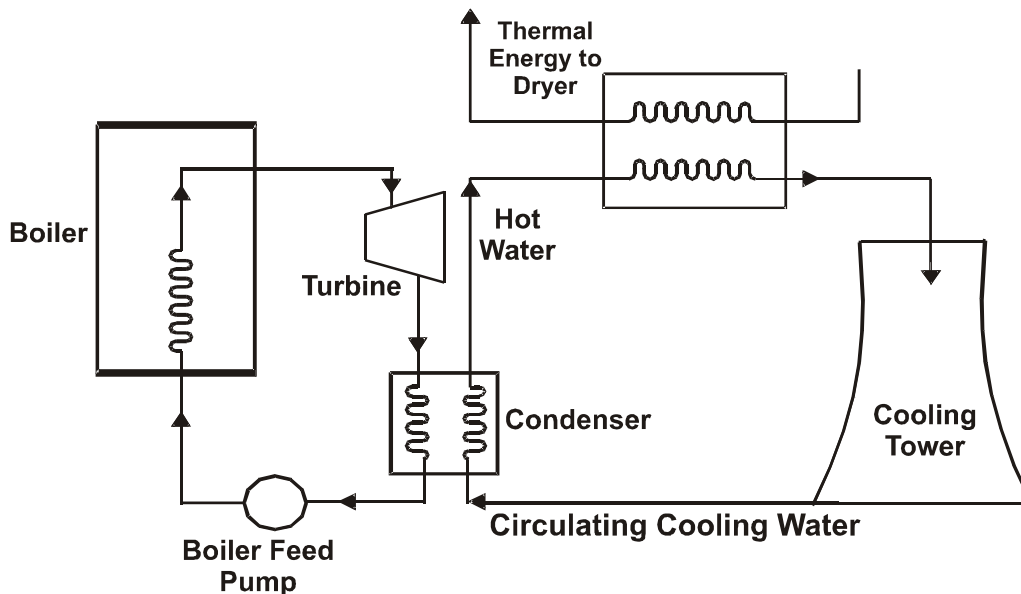 Thermal
Energy to
Dryer
Boiler
Hot
Water
Turbine
Condenser
Cooling
Tower
Circulating Cooling Water
Boiler Feed
Pump